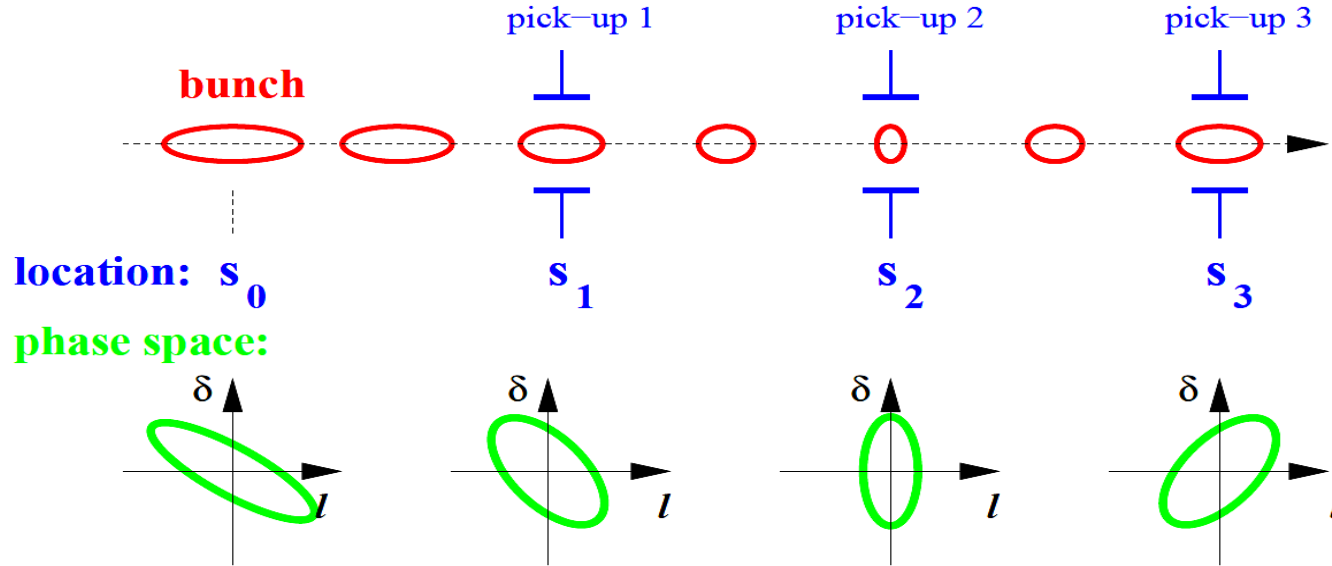 pick−up 1 pick−up 2 pick−up 3
bunch
location: s0 s1 s2 s3
phase space:
δ δ δ δ
l l l l